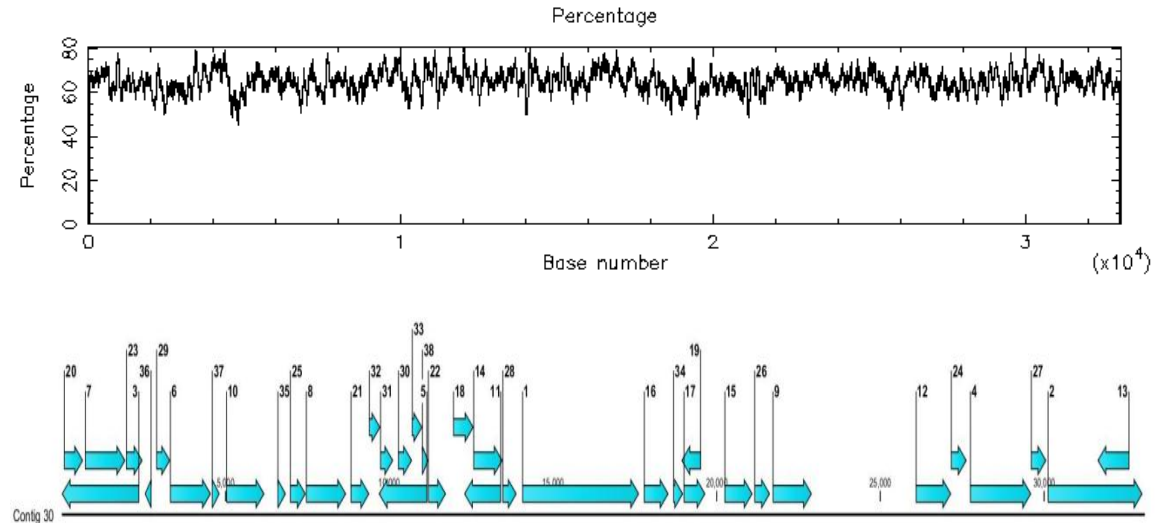 Percentage
Percentage
80
60
40
20
0
0 1 2 3
Base number (x10^4)
33
23 29 32 30 38 19
36 37 25 31 5 22 14 28 34 26 24 27
20 7 3 6 10 35 8 21 18 11 1 16 17 15 9 12 4 2 13
5,000 15,000 20,000 25,000 30,000
Contig 30